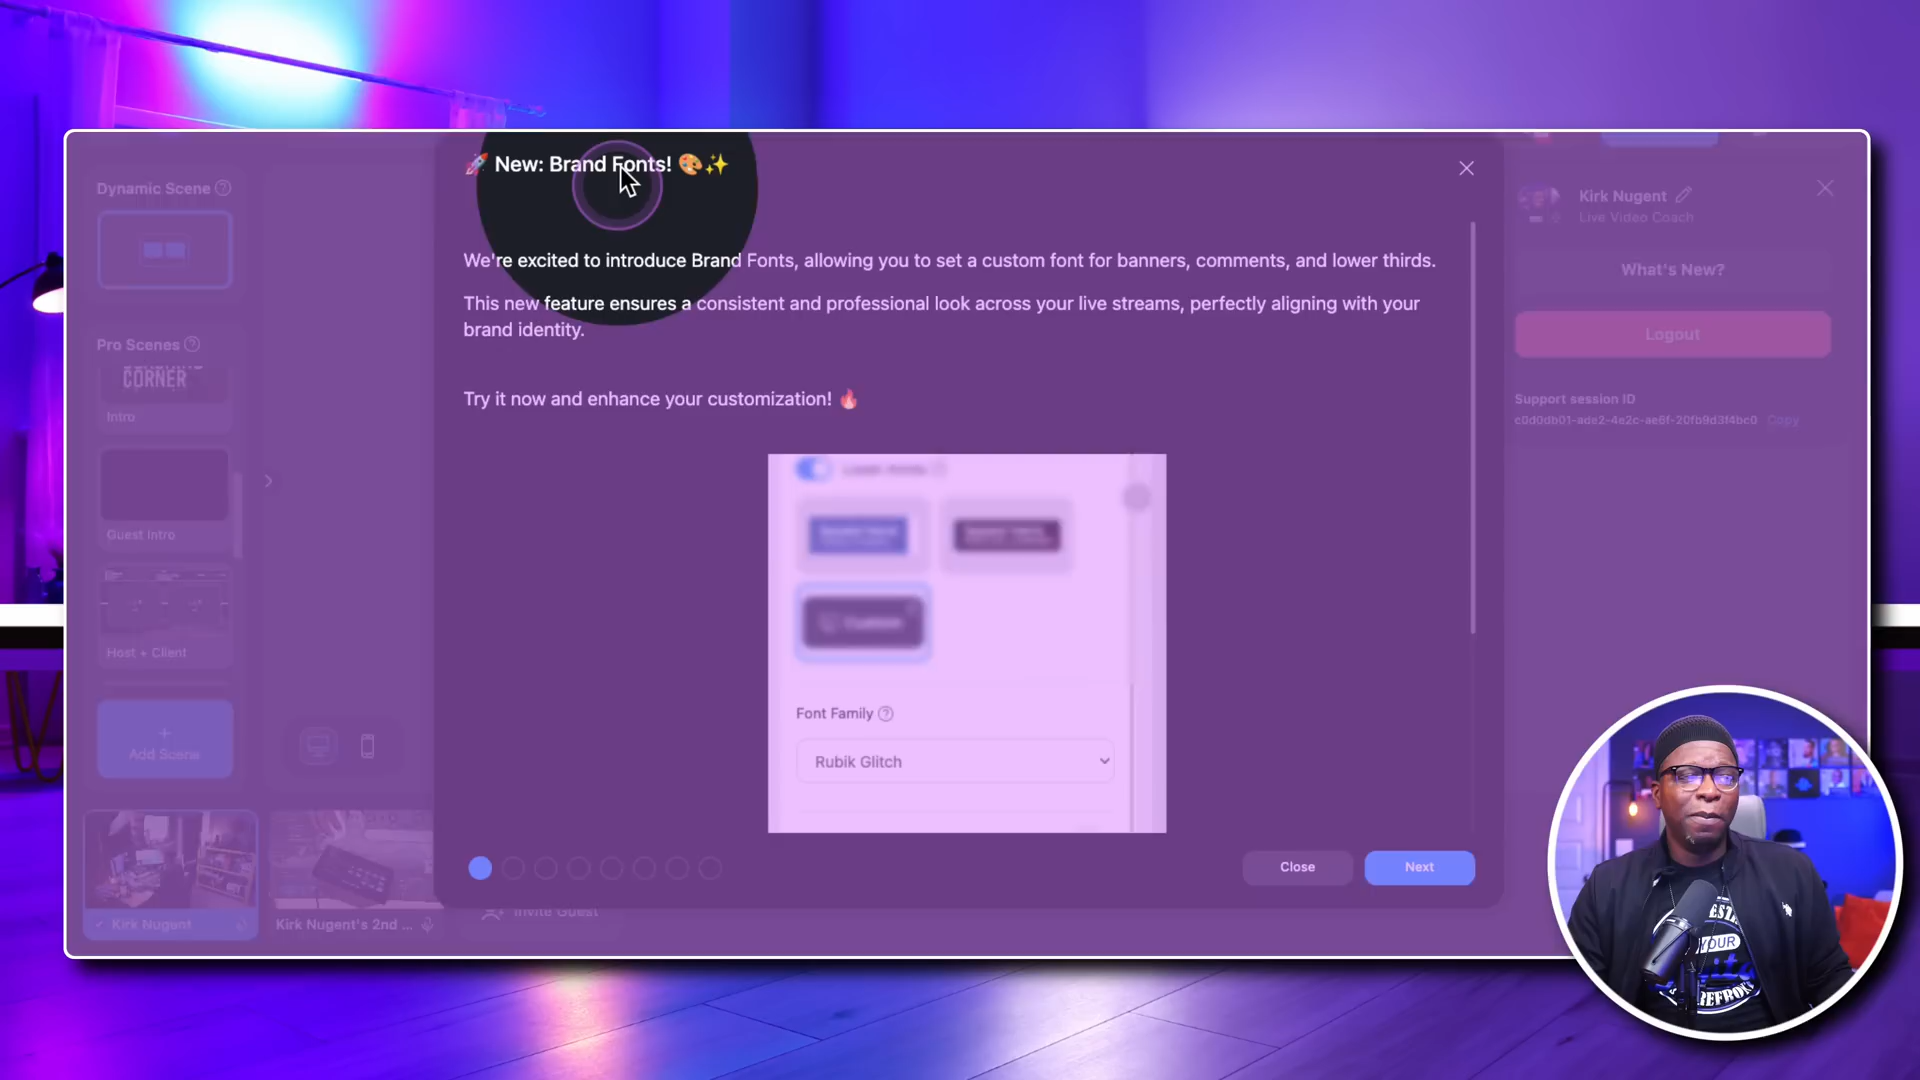 🚀 New: Brand Fonts! 🎨✨
We're excited to introduce Brand Fonts, allowing you to set a custom font for banners, comments, and lower thirds.
This new feature ensures a consistent and professional look across your live streams, perfectly aligning with your
brand identity.
Try it now and enhance your customization! 🔥
Custom
Font Family
Rubik Glitch
Close
Next
Dynamic Scene
Pro Scenes
CORNER
Intro
Guest Intro
Host + Client
+
Add Scene
Kirk Nugent
Kirk Nugent's 2nd ...
Invite Guest
Kirk Nugent
Live Video Coach
What's New?
Logout
Support session ID
c0d0db01-ade2-4e2c-ae6f-20fb9d3f4bc0 Copy
YOUR